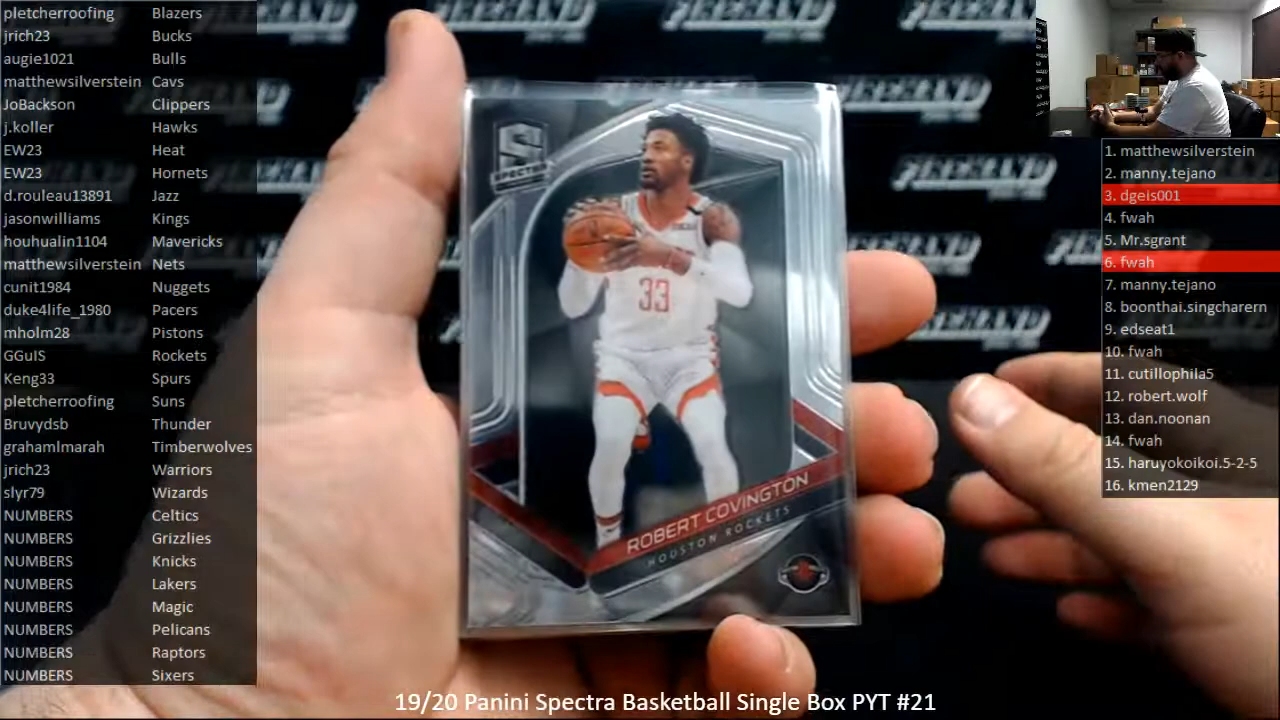 pletcherroofing Blazers
jrich23 Bucks
augie1021 Bulls
matthewsilverstein Cavs
JoBackson Clippers
j.koller Hawks
EW23 Heat
EW23 Hornets
d.rouleau13891 Jazz
jasonwilliams Kings
houhualin1104 Mavericks
matthewsilverstein Nets
cunit1984 Nuggets
duke4life_1980 Pacers
mholm28 Pistons
GGuIS Rockets
Keng33 Spurs
pletcherroofing Suns
Bruvydsb Thunder
grahamlmarah Timberwolves
jrich23 Warriors
slyr79 Wizards
NUMBERS Celtics
NUMBERS Grizzlies
NUMBERS Knicks
NUMBERS Lakers
NUMBERS Magic
NUMBERS Pelicans
NUMBERS Raptors
NUMBERS Sixers
S
SPECTRA
33
ROBERT COVINGTON
HOUSTON ROCKETS
1. matthewsilverstein
2. manny.tejano
3. dgeis001
4. fwah
5. Mr.sgrant
6. fwah
7. manny.tejano
8. boonthai.singcharern
9. edseat1
10. fwah
11. cutillophila5
12. robert.wolf
13. dan.noonan
14. fwah
15. haruyokoikoi.5-2-5
16. kmen2129
19/20 Panini Spectra Basketball Single Box PYT #21